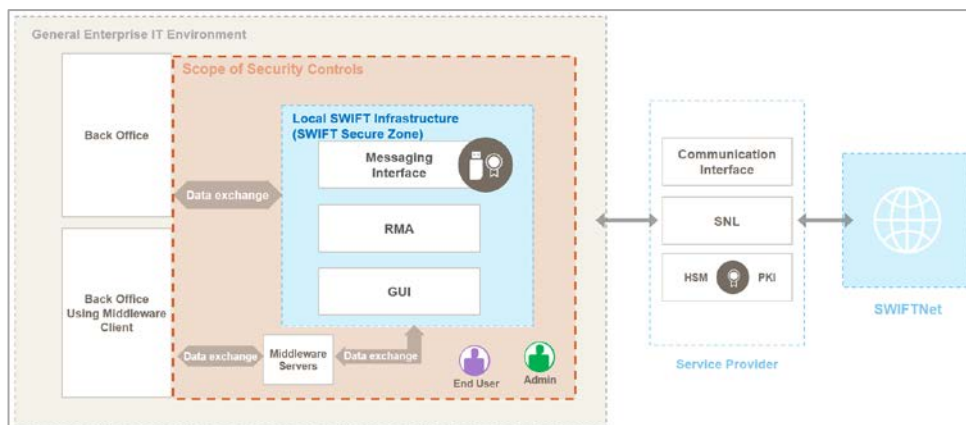 General Enterprise IT Environment
Scope of Security Controls
Back Office
Local SWIFT Infrastructure
(SWIFT Secure Zone)
Messaging
Interface
Data exchange
RMA
GUI
Back Office
Using Middleware
Client
Data exchange
Middleware
Servers
Data exchange
End User
Admin
Communication
Interface
SNL
HSM
PKI
Service Provider
SWIFTNet